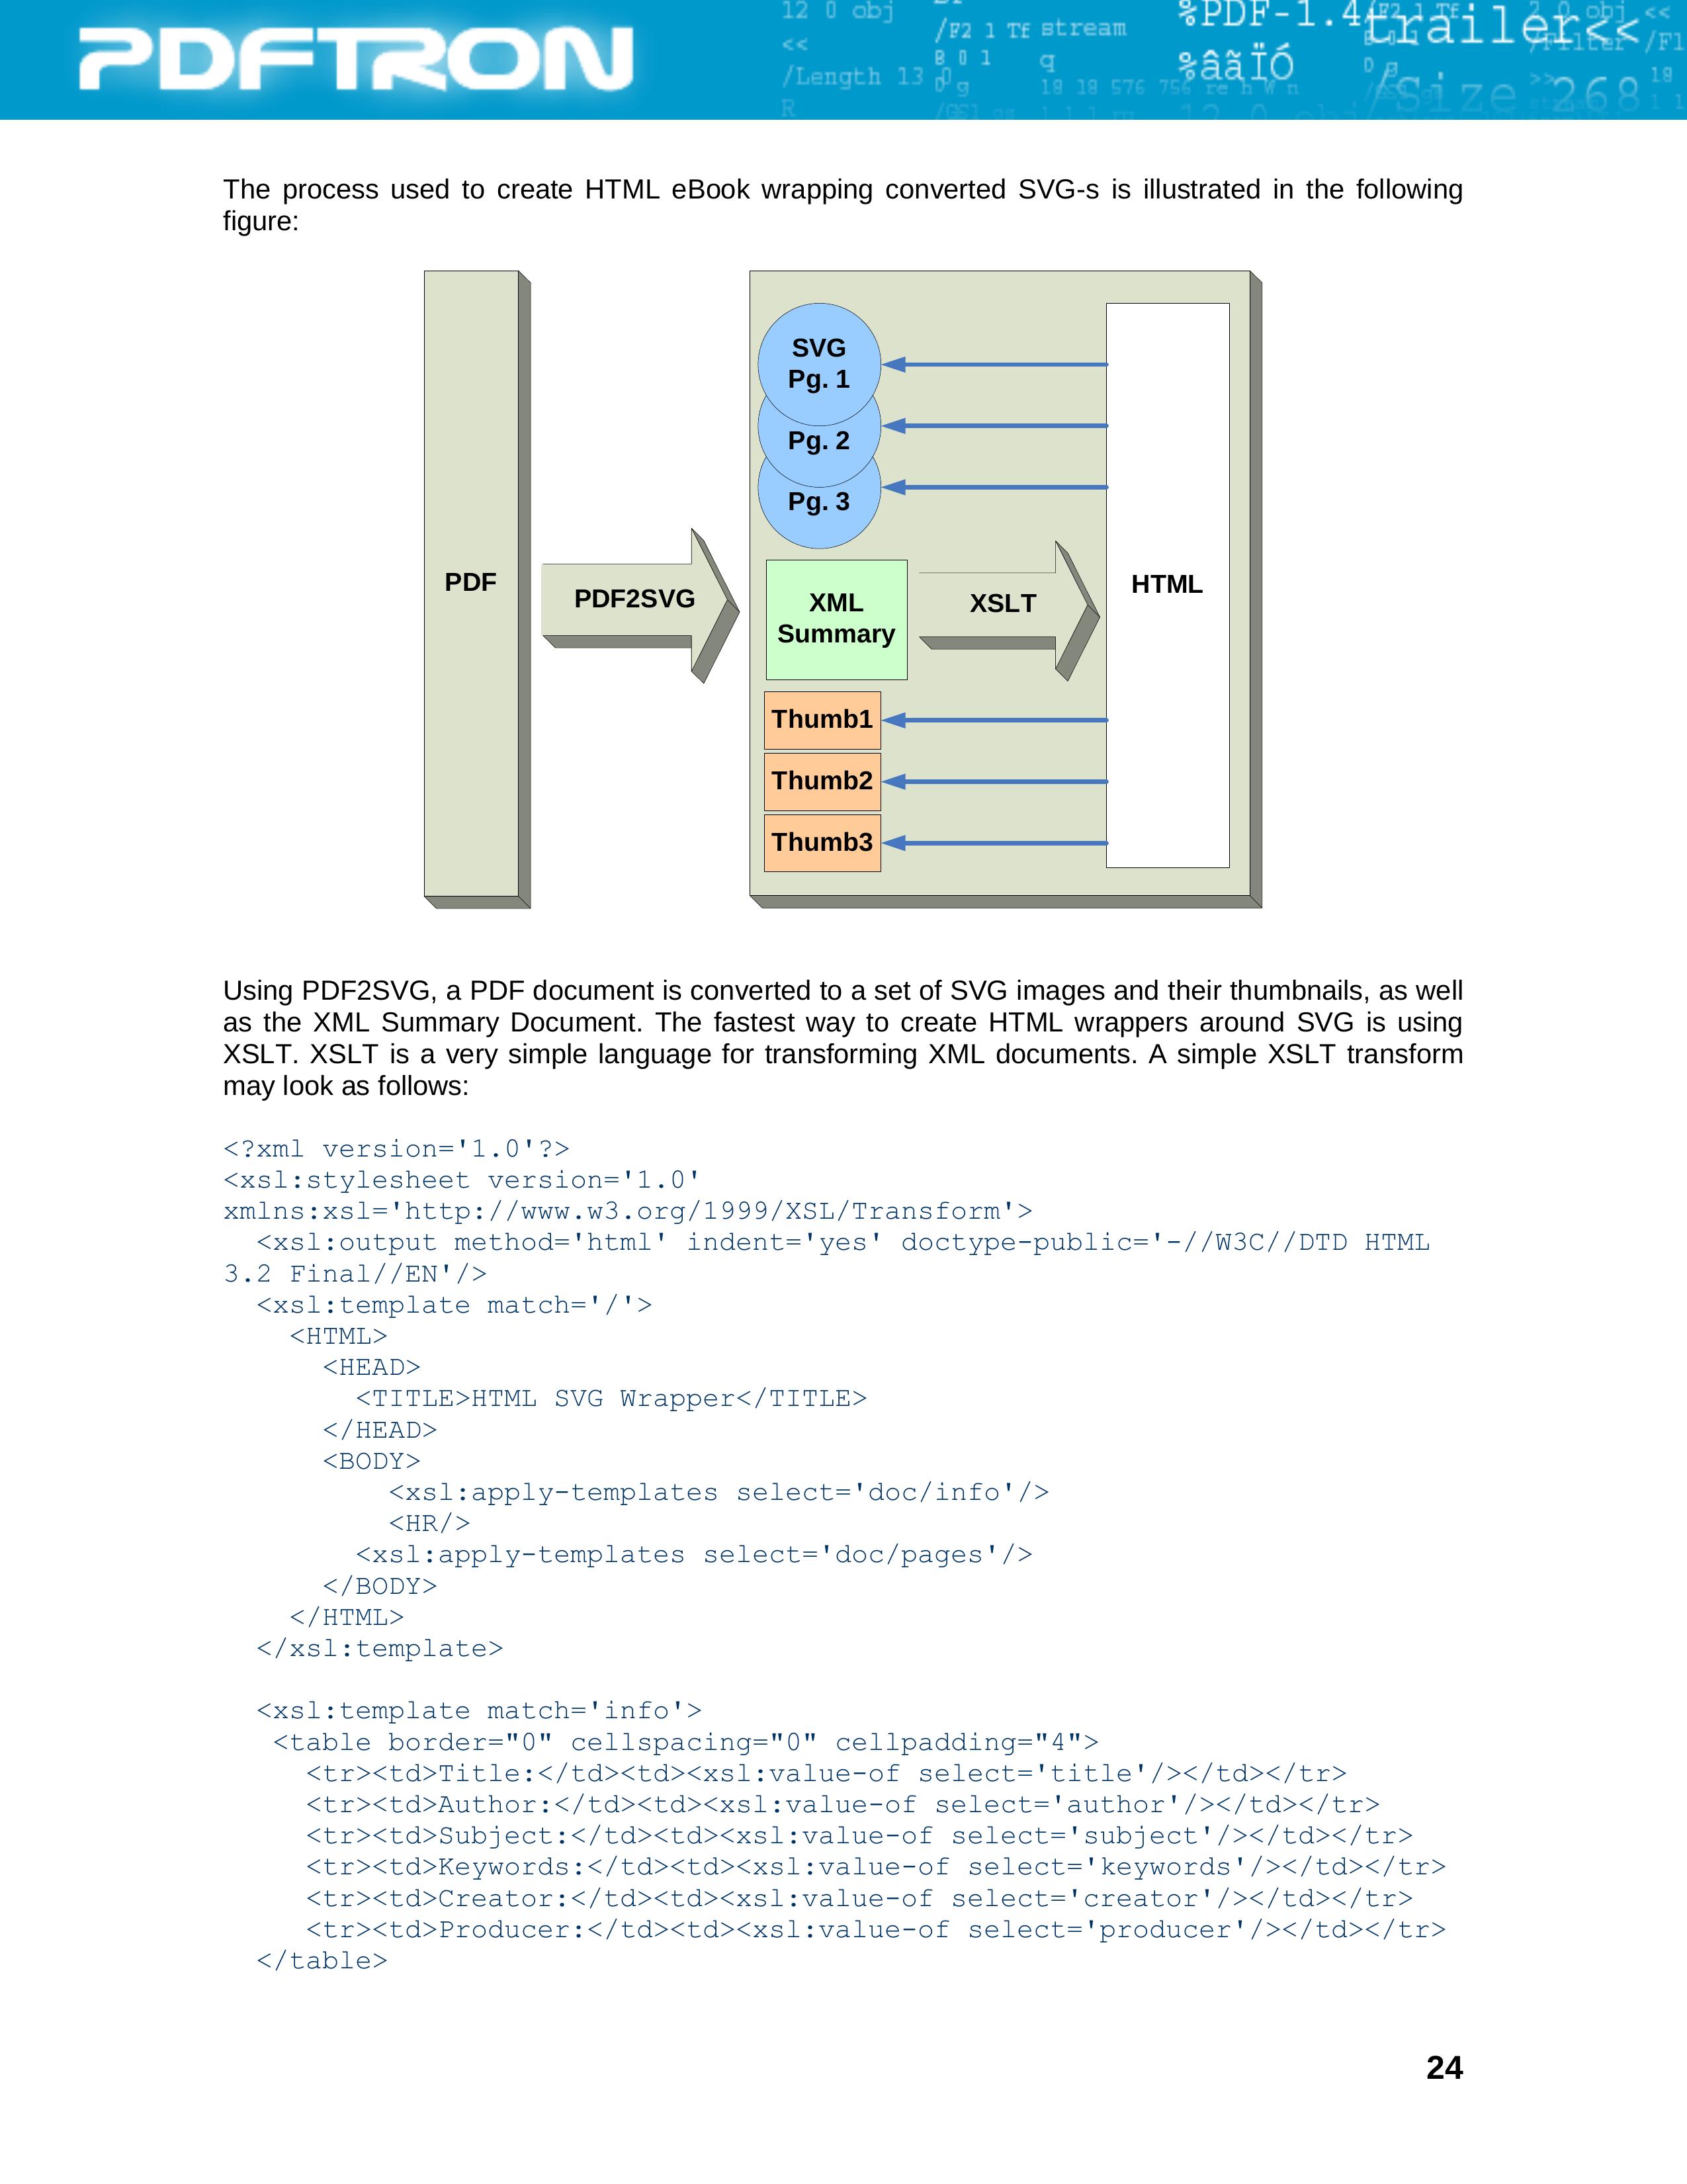 PDFTRON
12 0 obj
<<
/Length 13 0
R
/F2 1 Tf
stream
q
18 18 576 756 re h W n
%PDF-1.4
%âãÏÓ
trailer<<
/Size 268
The process used to create HTML eBook wrapping converted SVG-s is illustrated in the following
figure:
PDF
PDF2SVG
SVG
Pg. 1
Pg. 2
Pg. 3
XML
Summary
XSLT
HTML
Thumb1
Thumb2
Thumb3
Using PDF2SVG, a PDF document is converted to a set of SVG images and their thumbnails, as well
as the XML Summary Document. The fastest way to create HTML wrappers around SVG is using
XSLT. XSLT is a very simple language for transforming XML documents. A simple XSLT transform
may look as follows:
<?xml version='1.0'?>
<xsl:stylesheet version='1.0'
xmlns:xsl='http://www.w3.org/1999/XSL/Transform'>
  <xsl:output method='html' indent='yes' doctype-public='-//W3C//DTD HTML
3.2 Final//EN'/>
  <xsl:template match='/'>
    <HTML>
      <HEAD>
        <TITLE>HTML SVG Wrapper</TITLE>
      </HEAD>
      <BODY>
          <xsl:apply-templates select='doc/info'/>
          <HR/>
        <xsl:apply-templates select='doc/pages'/>
      </BODY>
    </HTML>
  </xsl:template>
  <xsl:template match='info'>
   <table border="0" cellspacing="0" cellpadding="4">
     <tr><td>Title:</td><td><xsl:value-of select='title'/></td></tr>
     <tr><td>Author:</td><td><xsl:value-of select='author'/></td></tr>
     <tr><td>Subject:</td><td><xsl:value-of select='subject'/></td></tr>
     <tr><td>Keywords:</td><td><xsl:value-of select='keywords'/></td></tr>
     <tr><td>Creator:</td><td><xsl:value-of select='creator'/></td></tr>
     <tr><td>Producer:</td><td><xsl:value-of select='producer'/></td></tr>
  </table>
24